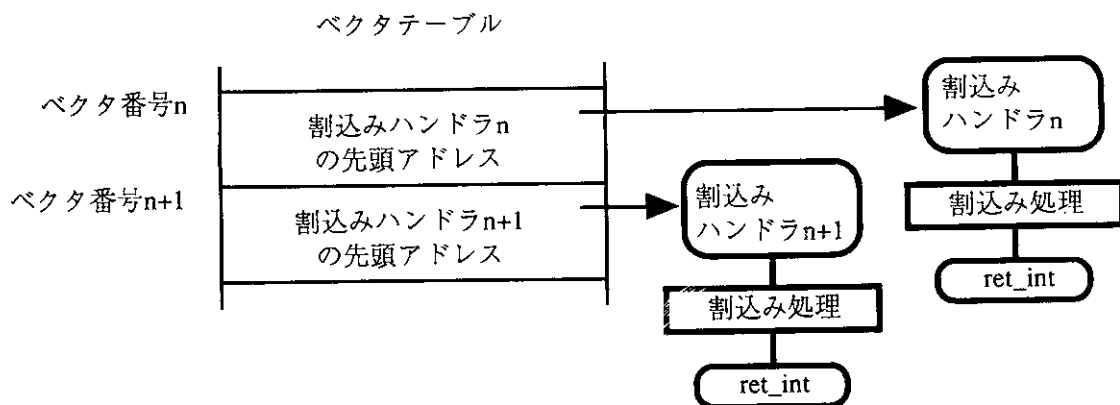 ベクタテーブル
ベクタ番号n
割込みハンドラn
の先頭アドレス
割込み
ハンドラn
割込み処理
ret_int
ベクタ番号n+1
割込みハンドラn+1
の先頭アドレス
割込み
ハンドラn+1
割込み処理
ret_int